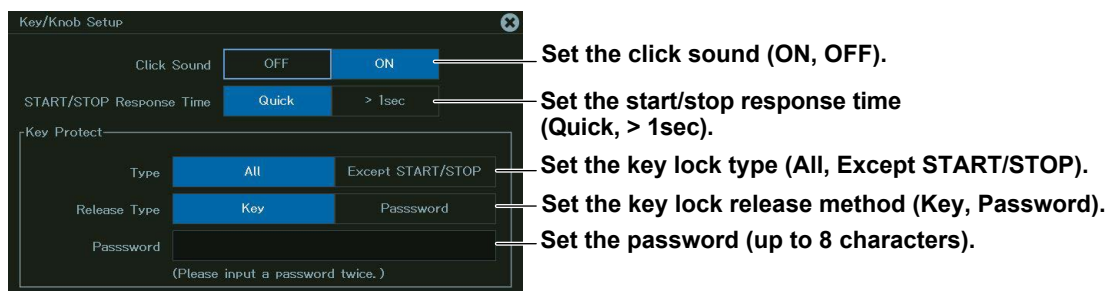 Key/Knob Setup
Click Sound OFF ON
Set the click sound (ON, OFF).
START/STOP Response Time Quick > 1sec
Set the start/stop response time
(Quick, > 1sec).
Key Protect
Type All Except START/STOP
Set the key lock type (All, Except START/STOP).
Release Type Key Passsword
Set the key lock release method (Key, Password).
Passsword
Set the password (up to 8 characters).
(Please input a password twice.)